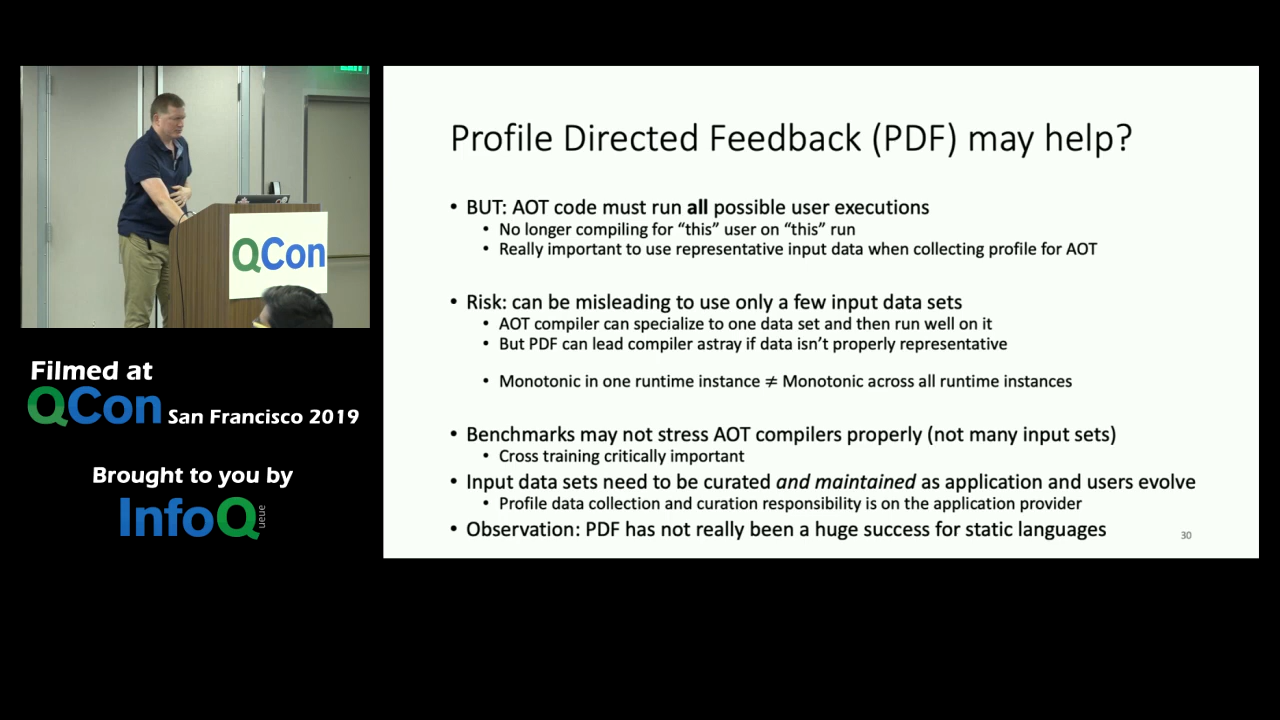 QCon
Filmed at
QCon San Francisco 2019
Brought to you by
InfoQ
ueue
Profile Directed Feedback (PDF) may help?
• BUT: AOT code must run all possible user executions
• No longer compiling for “this” user on “this” run
• Really important to use representative input data when collecting profile for AOT
• Risk: can be misleading to use only a few input data sets
• AOT compiler can specialize to one data set and then run well on it
• But PDF can lead compiler astray if data isn’t properly representative
• Monotonic in one runtime instance ≠ Monotonic across all runtime instances
• Benchmarks may not stress AOT compilers properly (not many input sets)
• Cross training critically important
• Input data sets need to be curated and maintained as application and users evolve
• Profile data collection and curation responsibility is on the application provider
• Observation: PDF has not really been a huge success for static languages
30